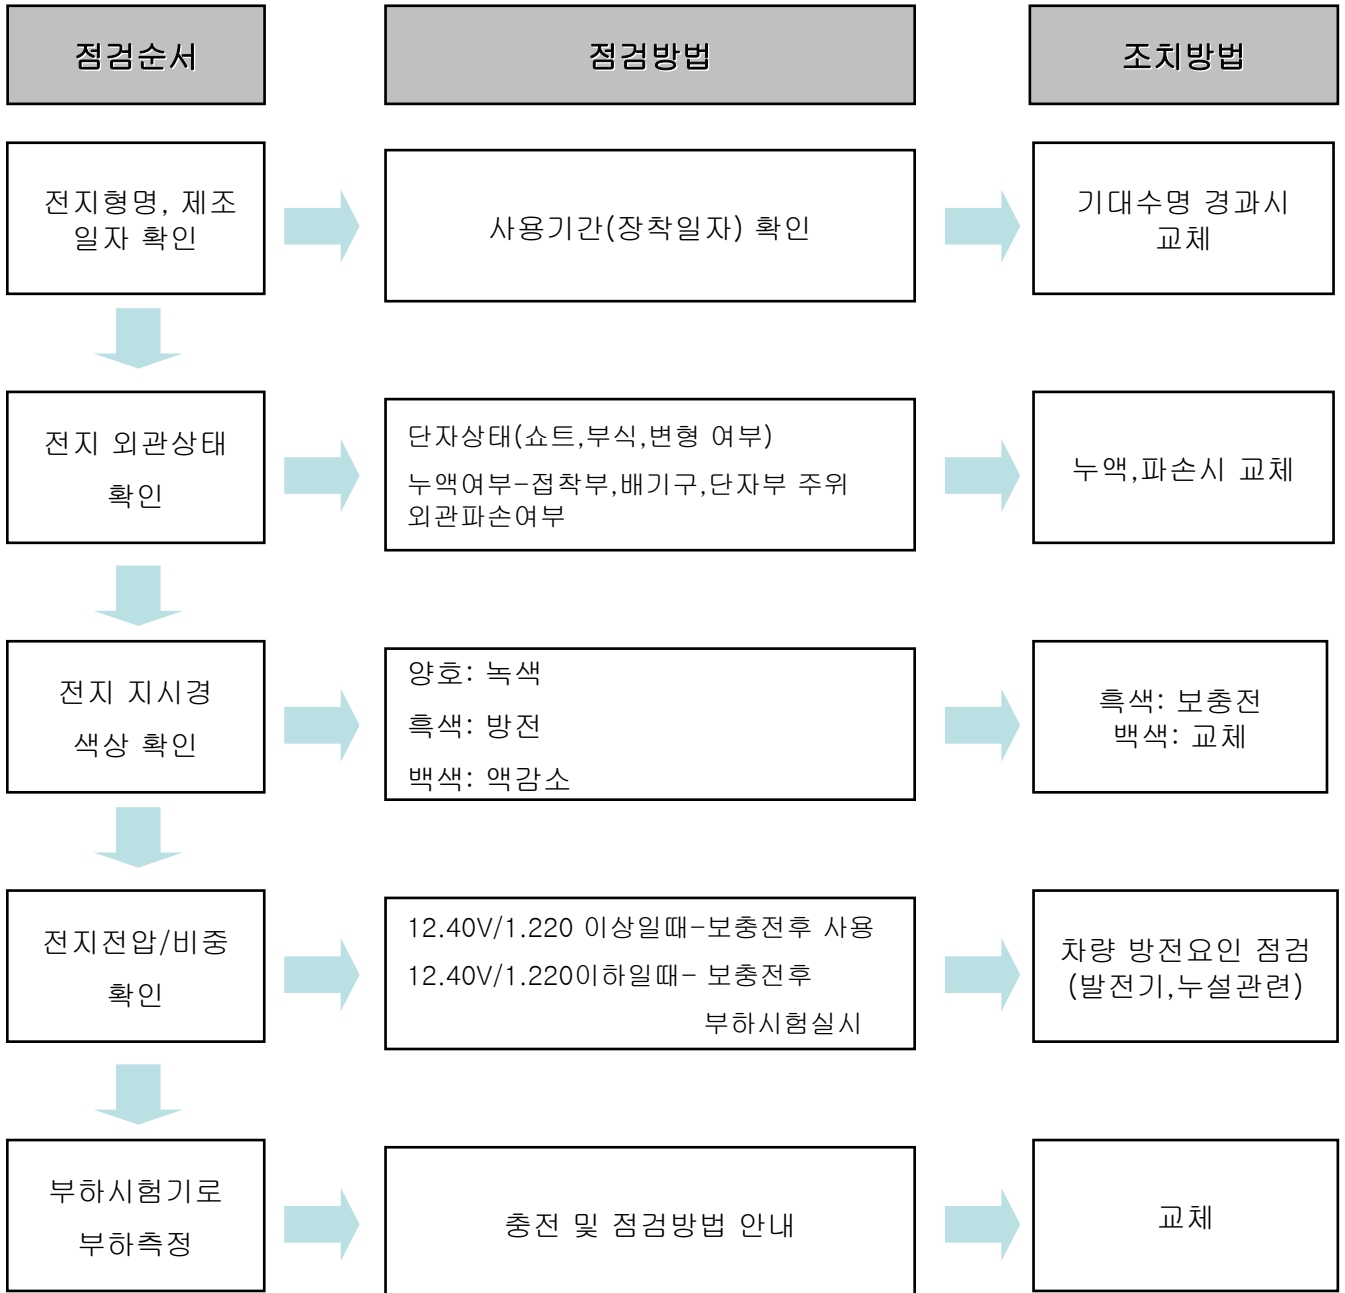 점검순서
점검방법
조치방법
전지형명, 제조
일자 확인
사용기간(장착일자) 확인
기대수명 경과시
교체
전지 외관상태
확인
단자상태(쇼트,부식,변형 여부)
누액여부-접착부,배기구,단자부 주위
외관파손여부
누액,파손시 교체
전지 지시경
색상 확인
양호: 녹색
흑색: 방전
백색: 액감소
흑색: 보충전
백색: 교체
전지전압/비중
확인
12.40V/1.220 이상일때-보충전후 사용
12.40V/1.220이하일때- 보충전후
부하시험실시
차량 방전요인 점검
(발전기,누설관련)
부하시험기로
부하측정
충전 및 점검방법 안내
교체